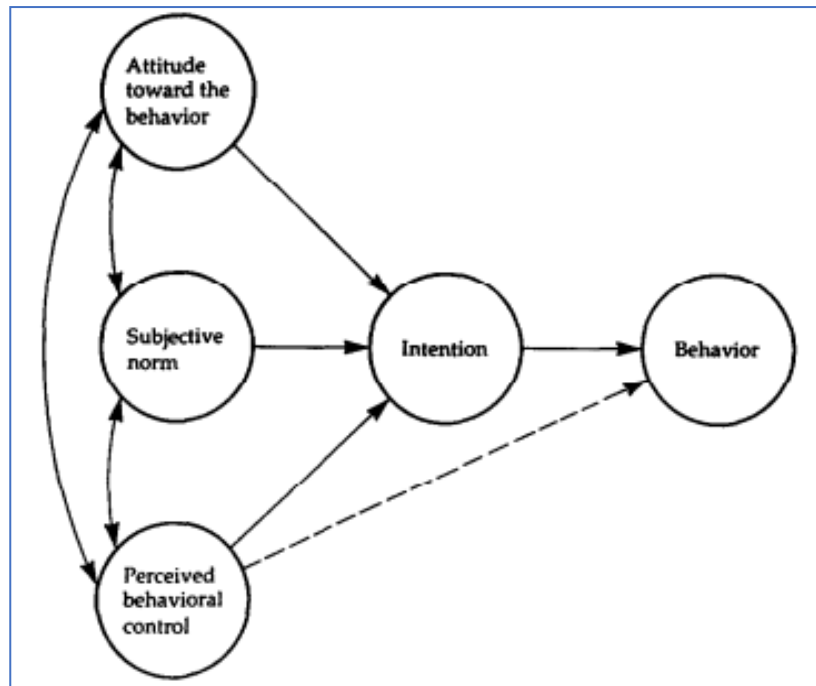 Attitude
toward the
behavior
Subjective
norm
Intention
Behavior
Perceived
behavioral
control